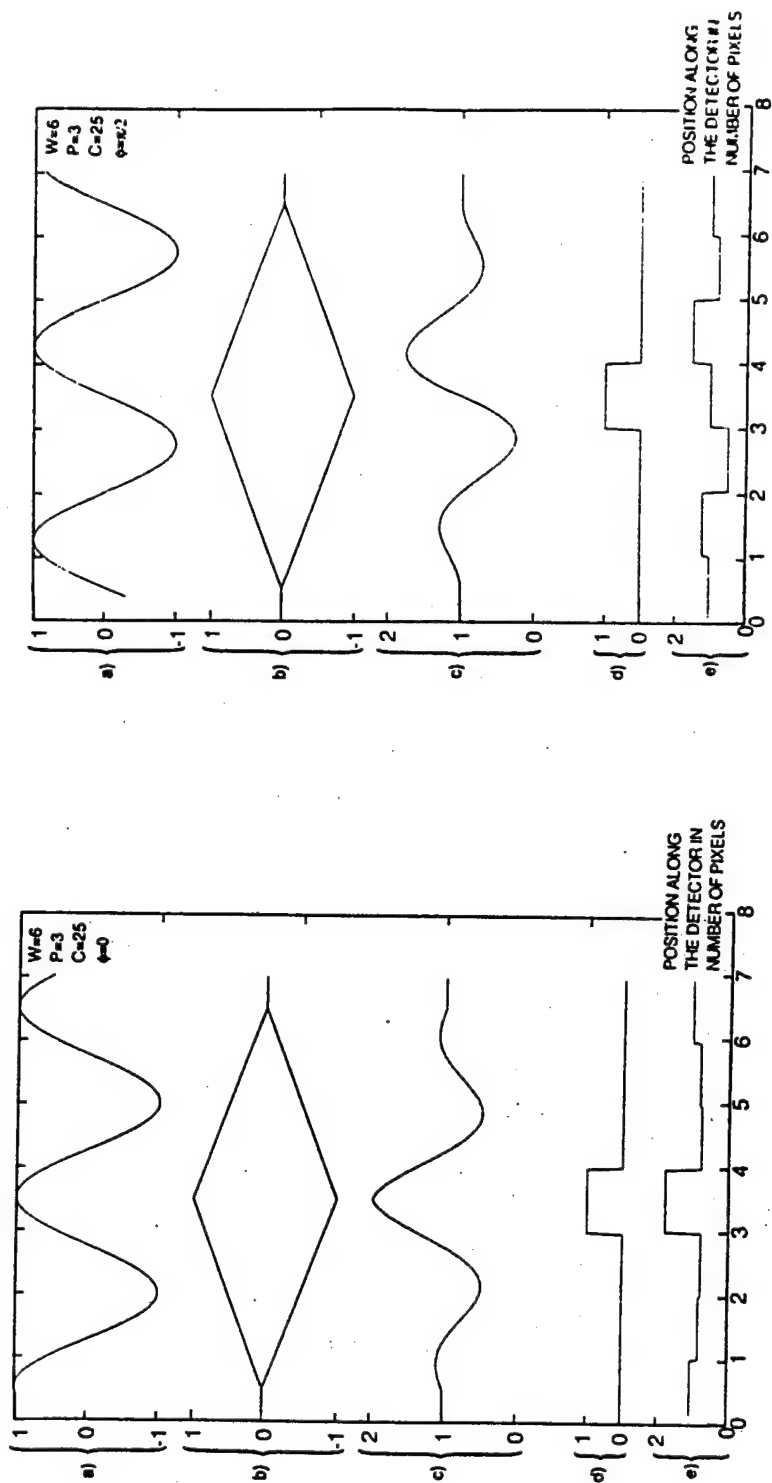 W=6
P=3
C=25
ϕ=0
1
0
-1
a)
1
0
-1
b)
2
1
0
c)
1
0
d)
2
0
e)
0
1
2
3
4
5
6
7
8
POSITION ALONG
THE DETECTOR IN
NUMBER OF PIXELS
W=6
P=3
C=25
ϕ=π/2
1
0
-1
a)
1
0
-1
b)
2
1
0
c)
1
0
d)
2
0
e)
0
1
2
3
4
5
6
7
8
POSITION ALONG
THE DETECTOR IN
NUMBER OF PIXELS